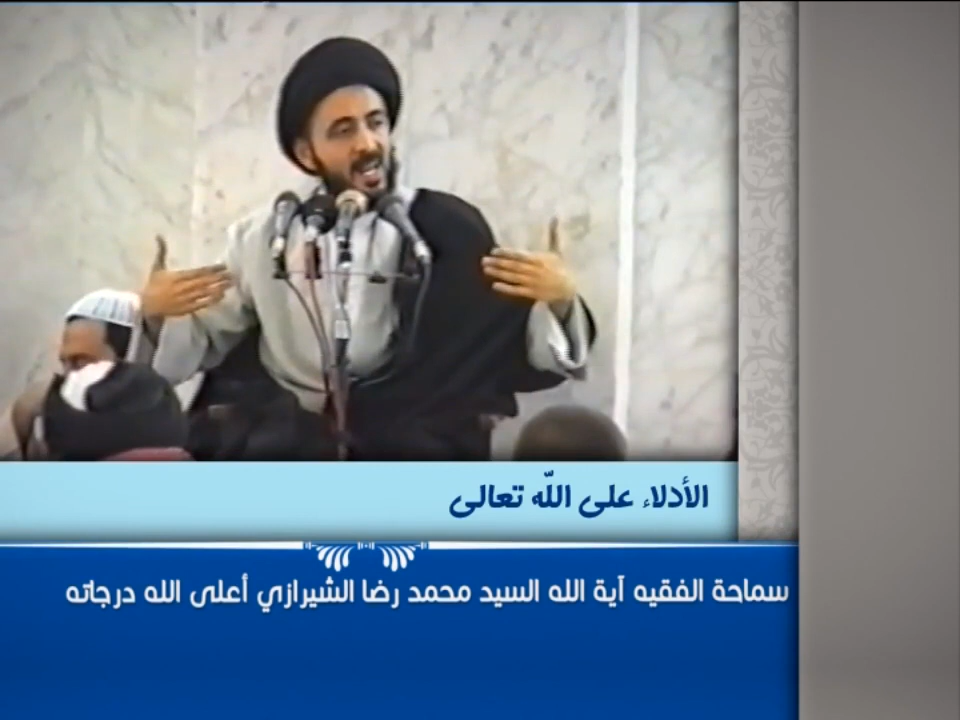 الأدلاء على الله تعالى
سماحة الفقيه آية الله السيد محمد رضا الشيرازي أعلى الله درجاته